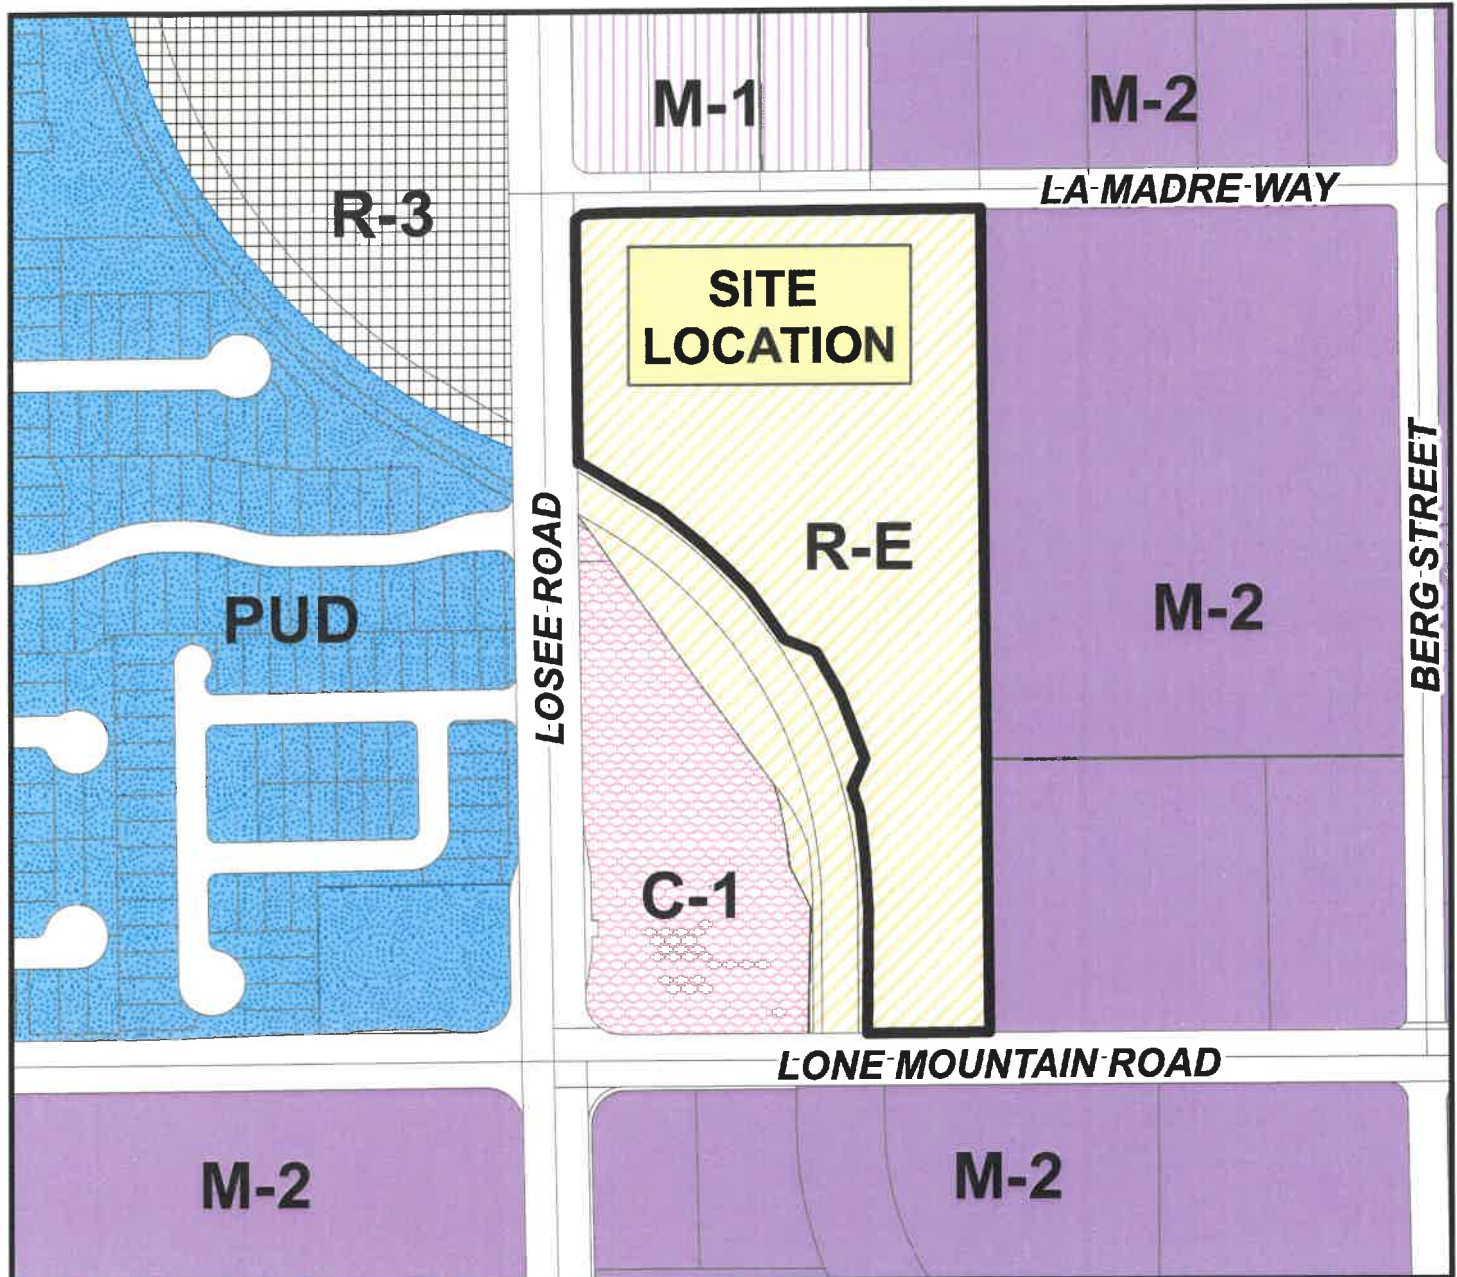 M-1
M-2
LA MADRE WAY
R-3
SITE
LOCATION
R-E
LOSEE ROAD
PUD
M-2
BERG STREET
C-1
LONE MOUNTAIN ROAD
M-2
M-2